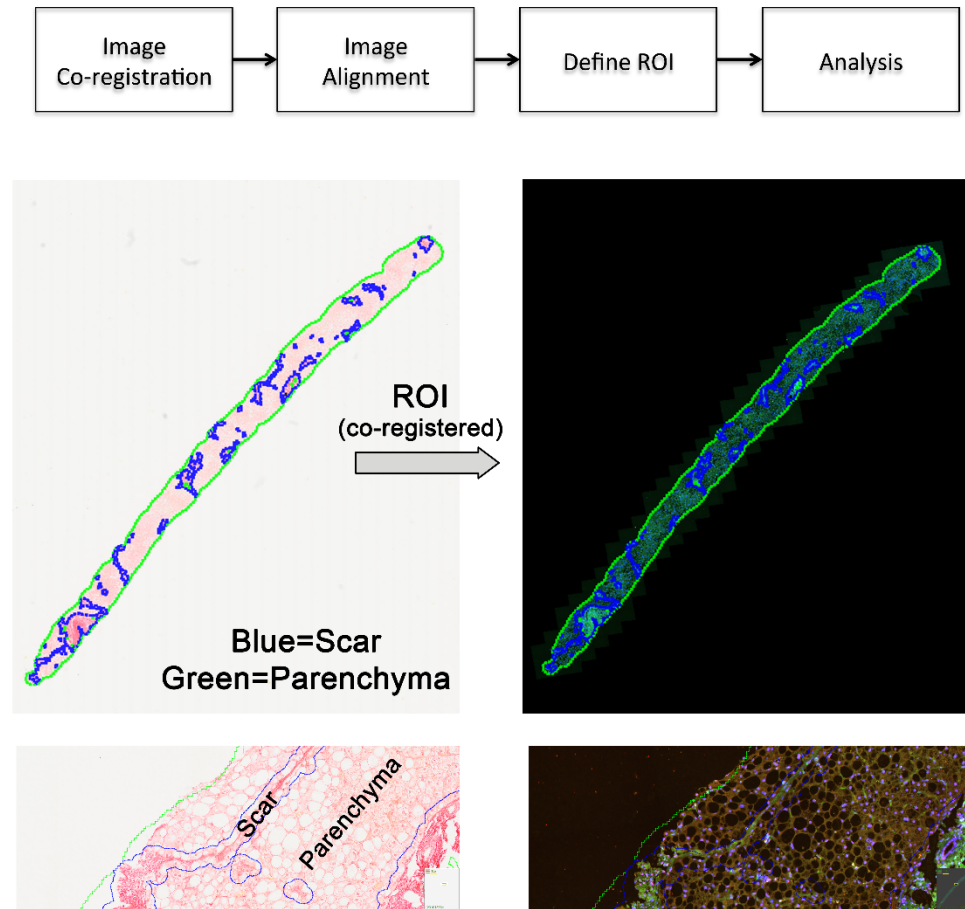 Image
Co-registration
Image
Alignment
Define ROI
Analysis
ROI
(co-registered)
Blue=Scar
Green=Parenchyma
Scar
Parenchyma